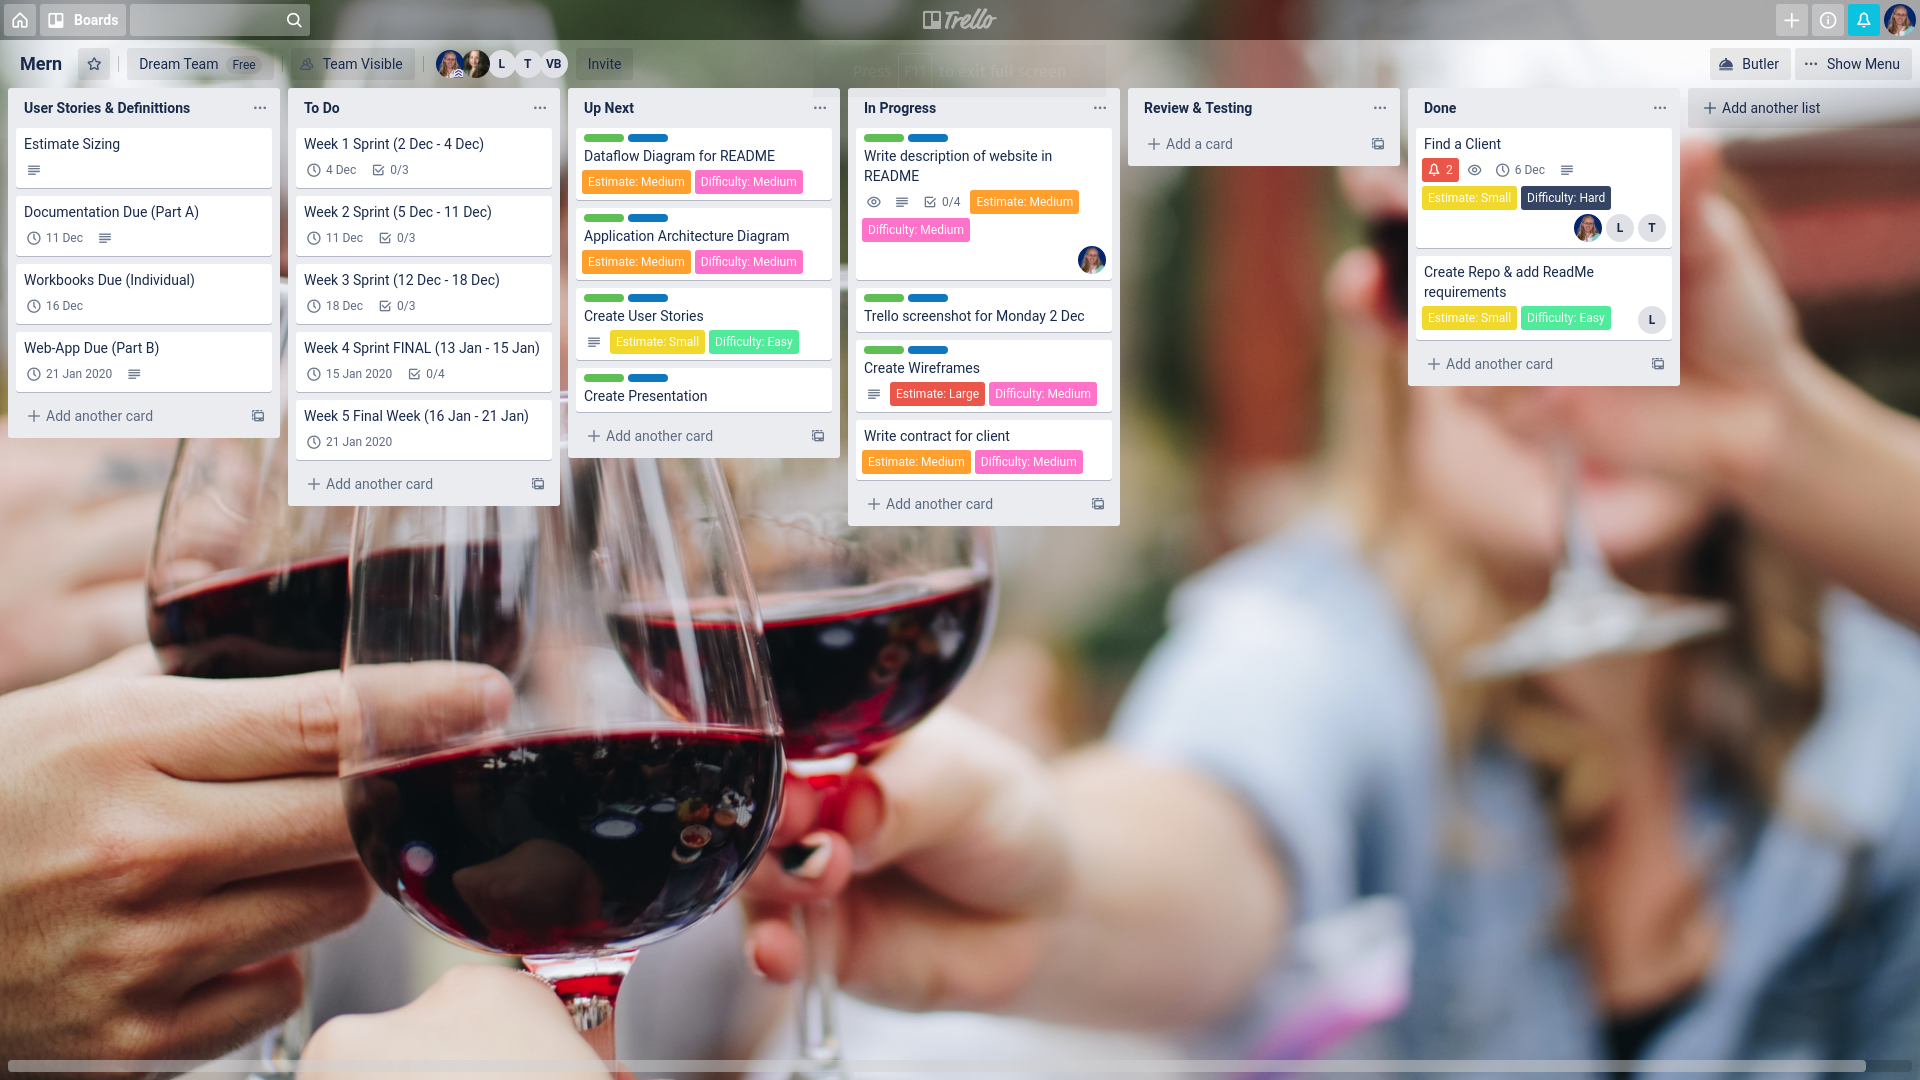 Boards
Trello
Mern
Dream Team Free
Team Visible
L T VB
Invite
Press F11 to exit full screen
Butler
Show Menu
User Stories & Definittions
Estimate Sizing
Documentation Due (Part A)
11 Dec
Workbooks Due (Individual)
16 Dec
Web-App Due (Part B)
21 Jan 2020
Add another card
To Do
Week 1 Sprint (2 Dec - 4 Dec)
4 Dec 0/3
Week 2 Sprint (5 Dec - 11 Dec)
11 Dec 0/3
Week 3 Sprint (12 Dec - 18 Dec)
18 Dec 0/3
Week 4 Sprint FINAL (13 Jan - 15 Jan)
15 Jan 2020 0/4
Week 5 Final Week (16 Jan - 21 Jan)
21 Jan 2020
Add another card
Up Next
Dataflow Diagram for README
Estimate: Medium Difficulty: Medium
Application Architecture Diagram
Estimate: Medium Difficulty: Medium
Create User Stories
Estimate: Small Difficulty: Easy
Create Presentation
Add another card
In Progress
Write description of website in
README
0/4 Estimate: Medium
Difficulty: Medium
Trello screenshot for Monday 2 Dec
Create Wireframes
Estimate: Large Difficulty: Medium
Write contract for client
Estimate: Medium Difficulty: Medium
Add another card
Review & Testing
Add a card
Done
Find a Client
2 6 Dec
Estimate: Small Difficulty: Hard
L T
Create Repo & add ReadMe
requirements
Estimate: Small Difficulty: Easy
L
Add another card
Add another list